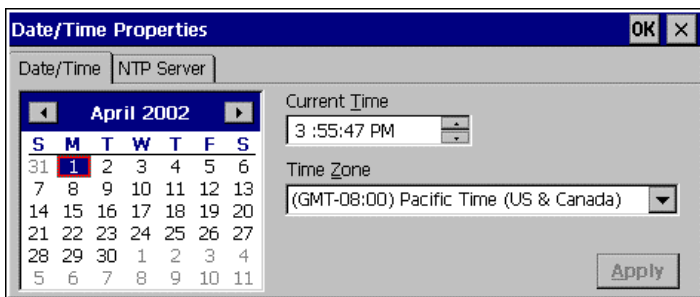 Date/Time Properties OK ×
Date/Time NTP Server
April 2002
S M T W T F S
31 1 2 3 4 5 6
7 8 9 10 11 12 13
14 15 16 17 18 19 20
21 22 23 24 25 26 27
28 29 30 1 2 3 4
5 6 7 8 9 10 11
Current Time
3 :55:47 PM
Time Zone
(GMT-08:00) Pacific Time (US & Canada)
Apply